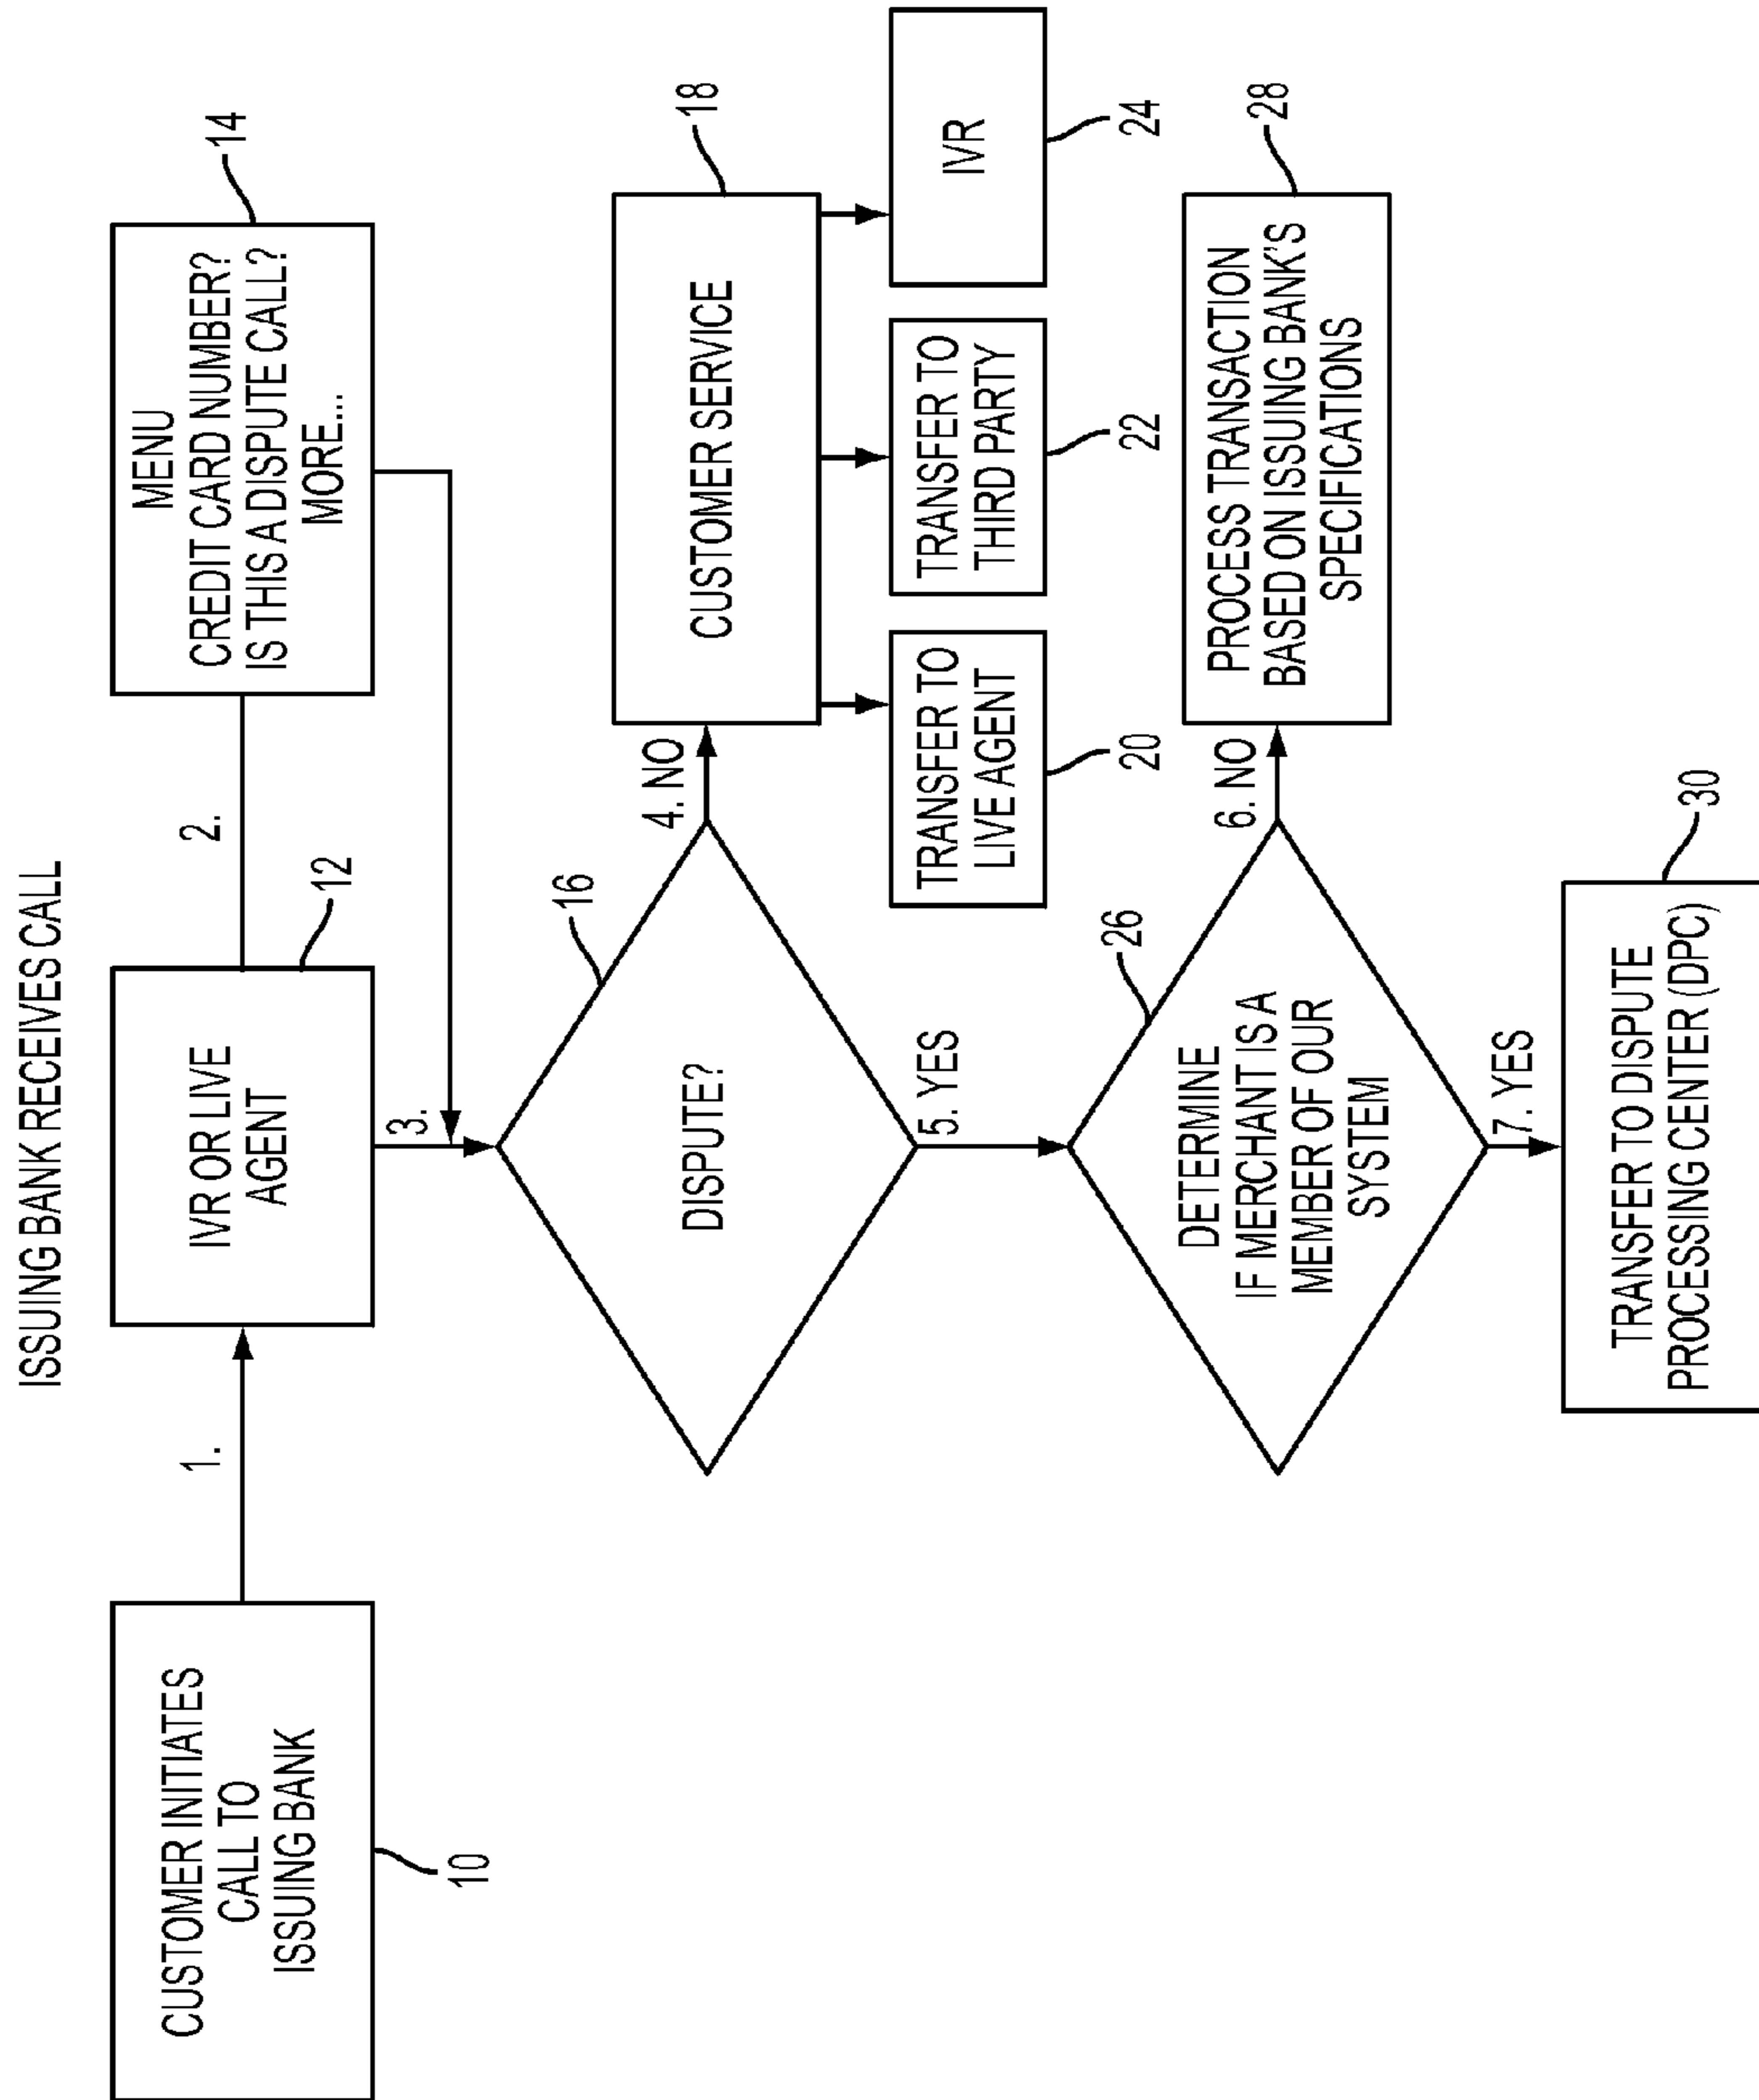 ISSUING BANK RECEIVES CALL
CUSTOMER INITIATES
CALL TO
ISSUING BANK
10
1.
IVR OR LIVE
AGENT
12
2.
MENU
CREDIT CARD NUMBER?
IS THIS A DISPUTE CALL?
MORE...
14
3.
DISPUTE?
16
4. NO
CUSTOMER SERVICE
18
TRANSFER TO
LIVE AGENT
20
TRANSFER TO
THIRD PARTY
22
IVR
24
5. YES
DETERMINE
IF MERCHANT IS A
MEMBER OF OUR
SYSTEM
26
6. NO
PROCESS TRANSACTION
BASED ON ISSUING BANK'S
SPECIFICATIONS
28
7. YES
TRANSFER TO DISPUTE
PROCESSING CENTER (DPC)
30